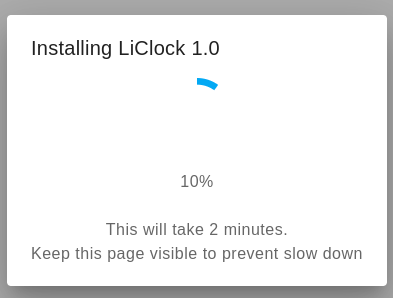 Installing LiClock 1.0
10%
This will take 2 minutes.
Keep this page visible to prevent slow down